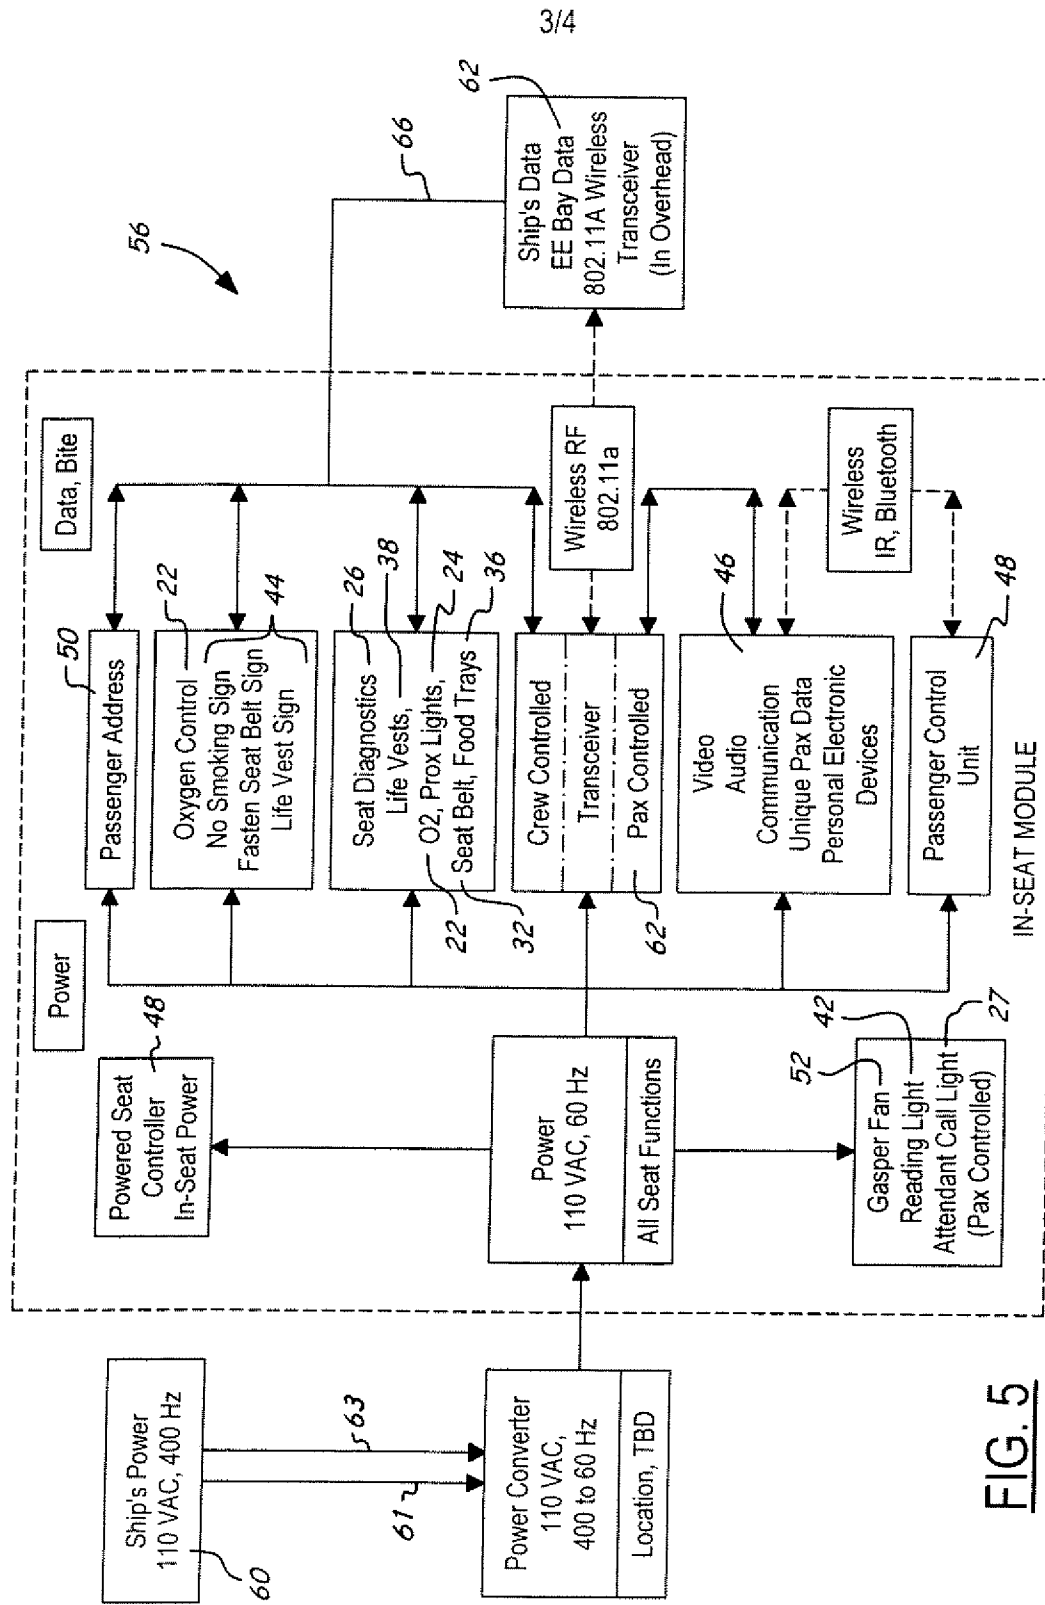 3/4
56
Ship's Power
110 VAC, 400 Hz
60
61
63
Power Converter
110 VAC,
400 to 60 Hz
Location, TBD
Powered Seat
Controller
In-Seat Power
48
Power
110 VAC, 60 Hz
All Seat Functions
52
42
27
Gasper Fan
Reading Light
Attendant Call Light
(Pax Controlled)
Power
Data, Bite
50
Passenger Address
22
44
Oxygen Control
No Smoking Sign
Fasten Seat Belt Sign
Life Vest Sign
26
38
24
36
Seat Diagnostics
Life Vests,
O2, Prox Lights,
Seat Belt, Food Trays
22
32
Crew Controlled
Transceiver
Pax Controlled
62
Wireless RF
802.11a
46
Video
Audio
Communication
Unique Pax Data
Personal Electronic
Devices
Wireless
IR, Bluetooth
Passenger Control
Unit
48
IN-SEAT MODULE
66
62
Ship's Data
EE Bay Data
802.11A Wireless
Transceiver
(In Overhead)
FIG. 5